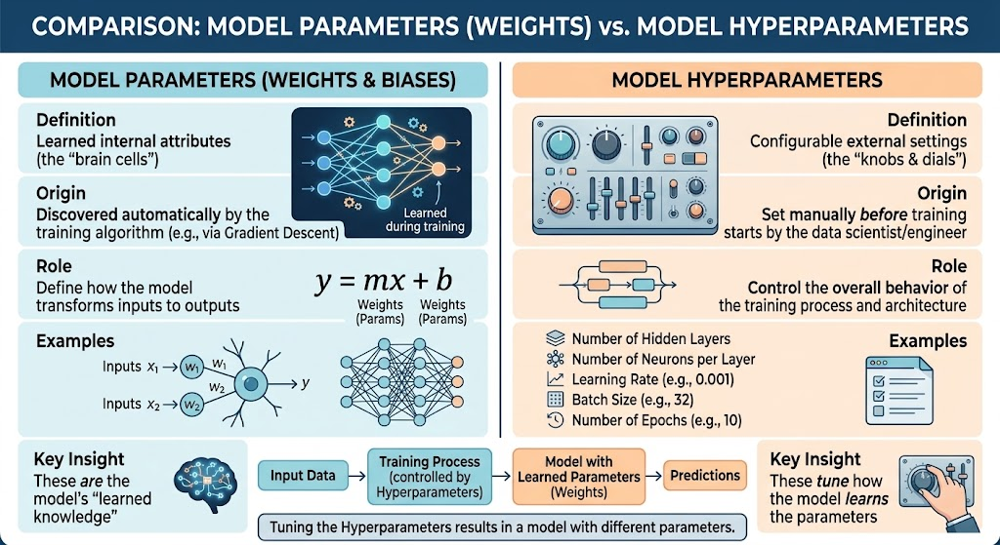 COMPARISON: MODEL PARAMETERS (WEIGHTS) vs. MODEL HYPERPARAMETERS
MODEL PARAMETERS (WEIGHTS & BIASES)
Definition
Learned internal attributes
(the “brain cells”)
Origin
Discovered automatically by the
training algorithm (e.g., via Gradient Descent)
Learned
during training
Role
Define how the model
transforms inputs to outputs
y = mx + b
Weights
(Params)
Weights
(Params)
Examples
Inputs x₁
w₁
w₁
w₂
Inputs x₂
w₂
y
Key Insight
These are the
model’s “learned
knowledge”
MODEL HYPERPARAMETERS
Definition
Configurable external settings
(the “knobs & dials”)
Origin
Set manually before training
starts by the data scientist/engineer
Role
Control the overall behavior of
the training process and architecture
Examples
Number of Hidden Layers
Number of Neurons per Layer
Learning Rate (e.g., 0.001)
Batch Size (e.g., 32)
Number of Epochs (e.g., 10)
Input Data
Training Process
(controlled by
Hyperparameters)
Model with
Learned Parameters
(Weights)
Predictions
Tuning the Hyperparameters results in a model with different parameters.
Key Insight
These tune how
the model learns
the parameters